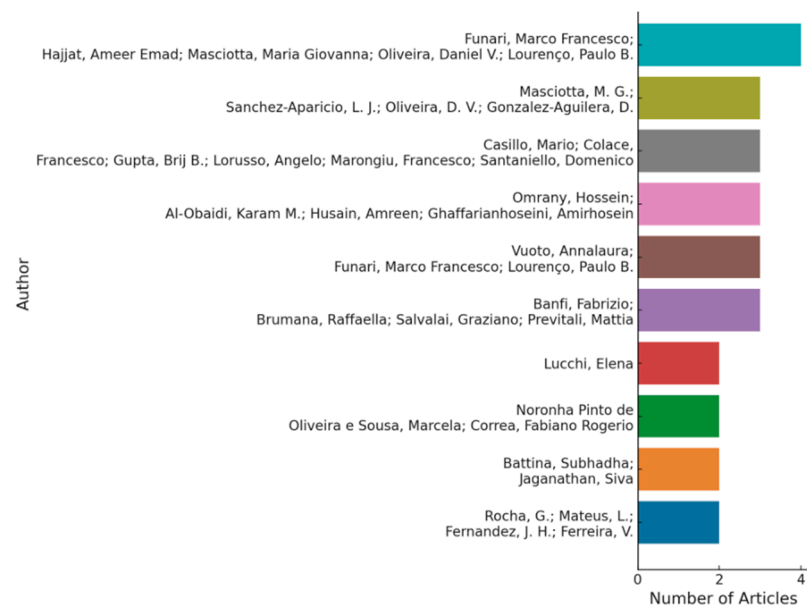 Funari, Marco Francesco;
Hajjat, Ameer Emad; Masciotta, Maria Giovanna; Oliveira, Daniel V.; Lourenço, Paulo B.
Masciotta, M. G.;
Sanchez-Aparicio, L. J.; Oliveira, D. V.; Gonzalez-Aguilera, D.
Casillo, Mario; Colace,
Francesco; Gupta, Brij B.; Lorusso, Angelo; Marongiu, Francesco; Santaniello, Domenico
Omrany, Hossein;
Al-Obaidi, Karam M.; Husain, Amreen; Ghaffarianhoseini, Amirhosein
Vuoto, Annalaura;
Funari, Marco Francesco; Lourenço, Paulo B.
Banfi, Fabrizio;
Brumana, Raffaella; Salvalai, Graziano; Previtali, Mattia
Lucchi, Elena
Noronha Pinto de
Oliveira e Sousa, Marcela; Correa, Fabiano Rogerio
Battina, Subhadha;
Jaganathan, Siva
Rocha, G.; Mateus, L.;
Fernandez, J. H.; Ferreira, V.
Author
0 2 4
Number of Articles